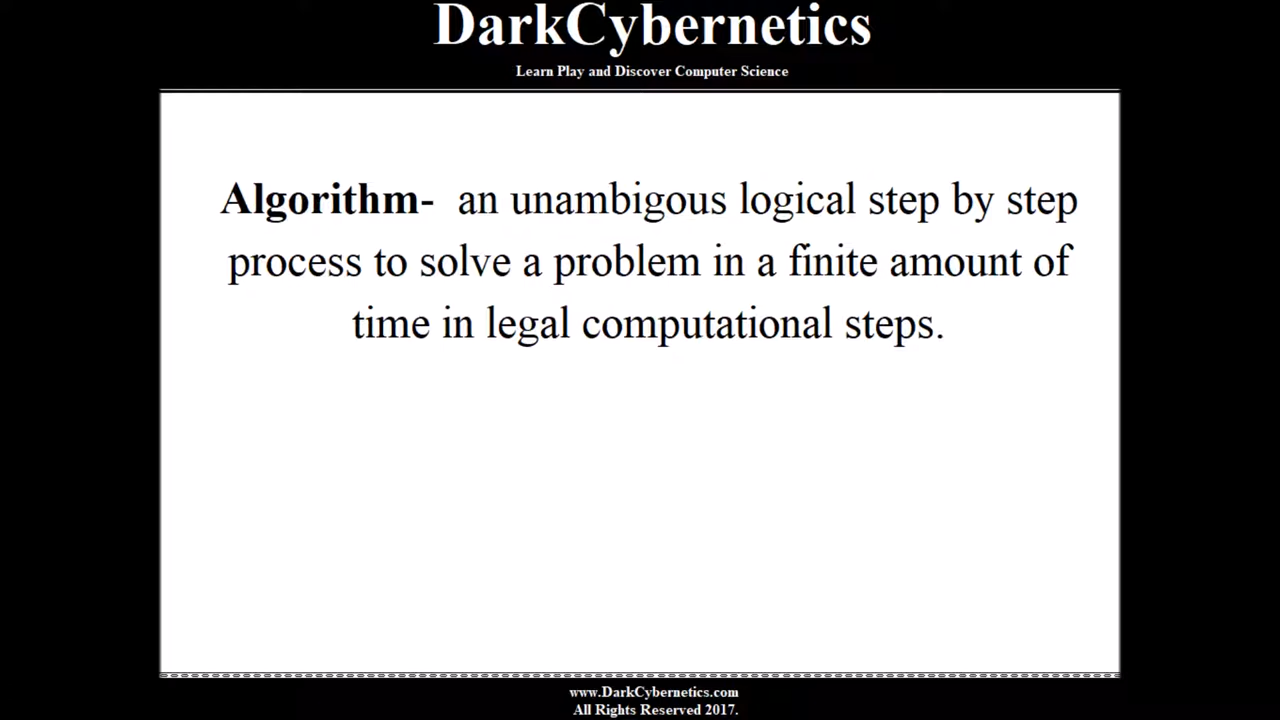 DarkCybernetics
Learn Play and Discover Computer Science
Algorithm- an unambigous logical step by step
process to solve a problem in a finite amount of
time in legal computational steps.
www.DarkCybernetics.com
All Rights Reserved 2017.